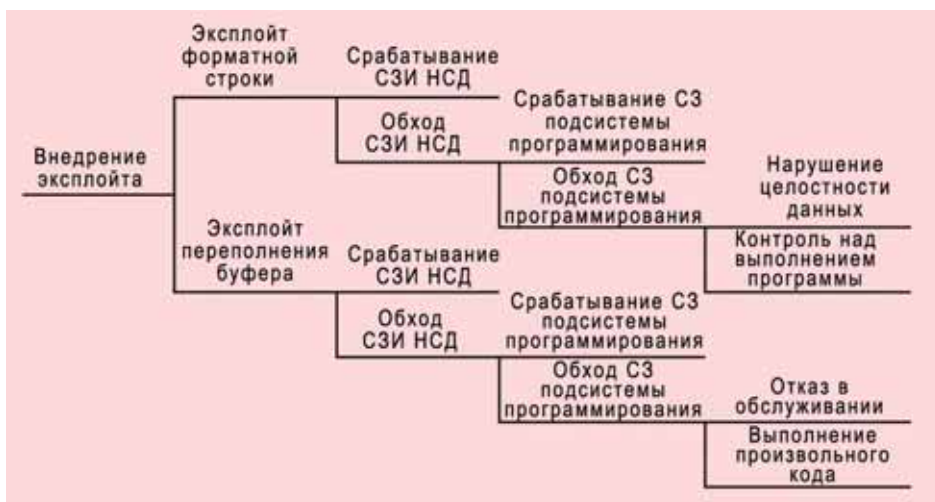 Внедрение
эксплойта
Эксплойт
форматной
строки
Срабатывание
СЗИ НСД
Обход
СЗИ НСД
Срабатывание СЗ
подсистемы
программирования
Обход СЗ
подсистемы
программирования
Нарушение
целостности
данных
Контроль над
выполнением
программы
Эксплойт
переполнения
буфера
Срабатывание
СЗИ НСД
Обход
СЗИ НСД
Срабатывание СЗ
подсистемы
программирования
Обход СЗ
подсистемы
программирования
Отказ в
обслуживании
Выполнение
произвольного
кода